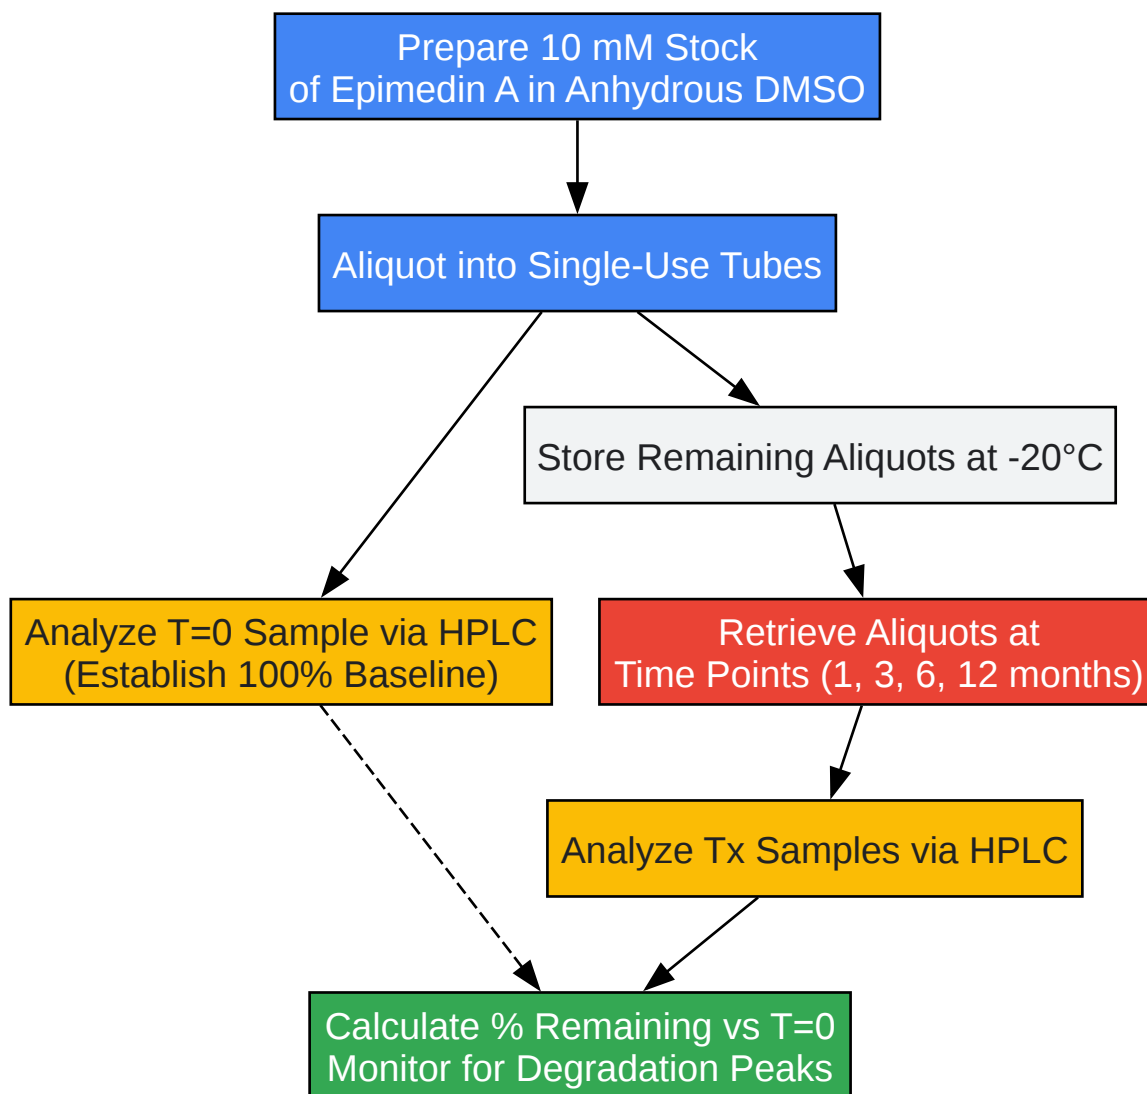 Prepare 10 mM Stock
of Epimedin A in Anhydrous DMSO
Aliquot into Single-Use Tubes
Store Remaining Aliquots at -20°C
Analyze T=0 Sample via HPLC
(Establish 100% Baseline)
Retrieve Aliquots at
Time Points (1, 3, 6, 12 months)
Analyze Tx Samples via HPLC
Calculate % Remaining vs T=0
Monitor for Degradation Peaks